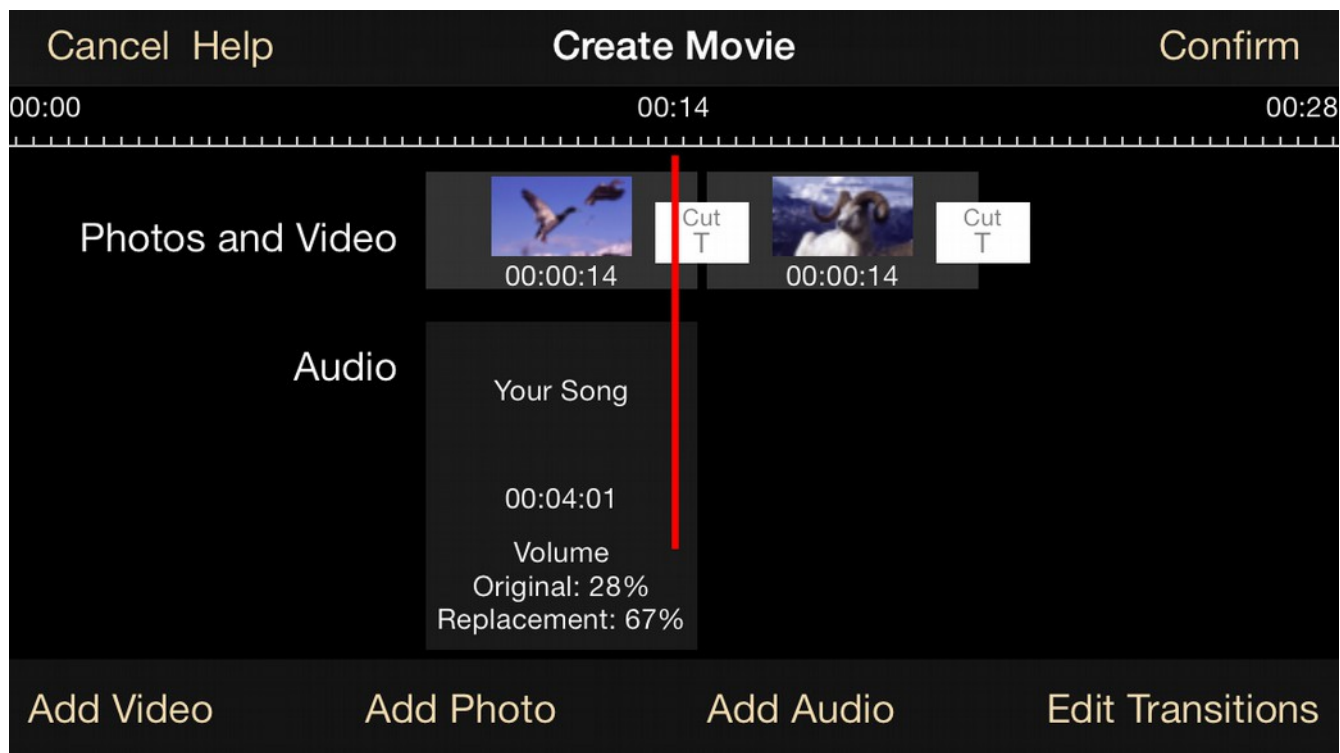 Cancel Help Create Movie Confirm
00:00 00:14 00:28
Photos and Video
Cut
T
Cut
T
00:00:14 00:00:14
Audio
Your Song
00:04:01
Volume
Original: 28%
Replacement: 67%
Add Video Add Photo Add Audio Edit Transitions